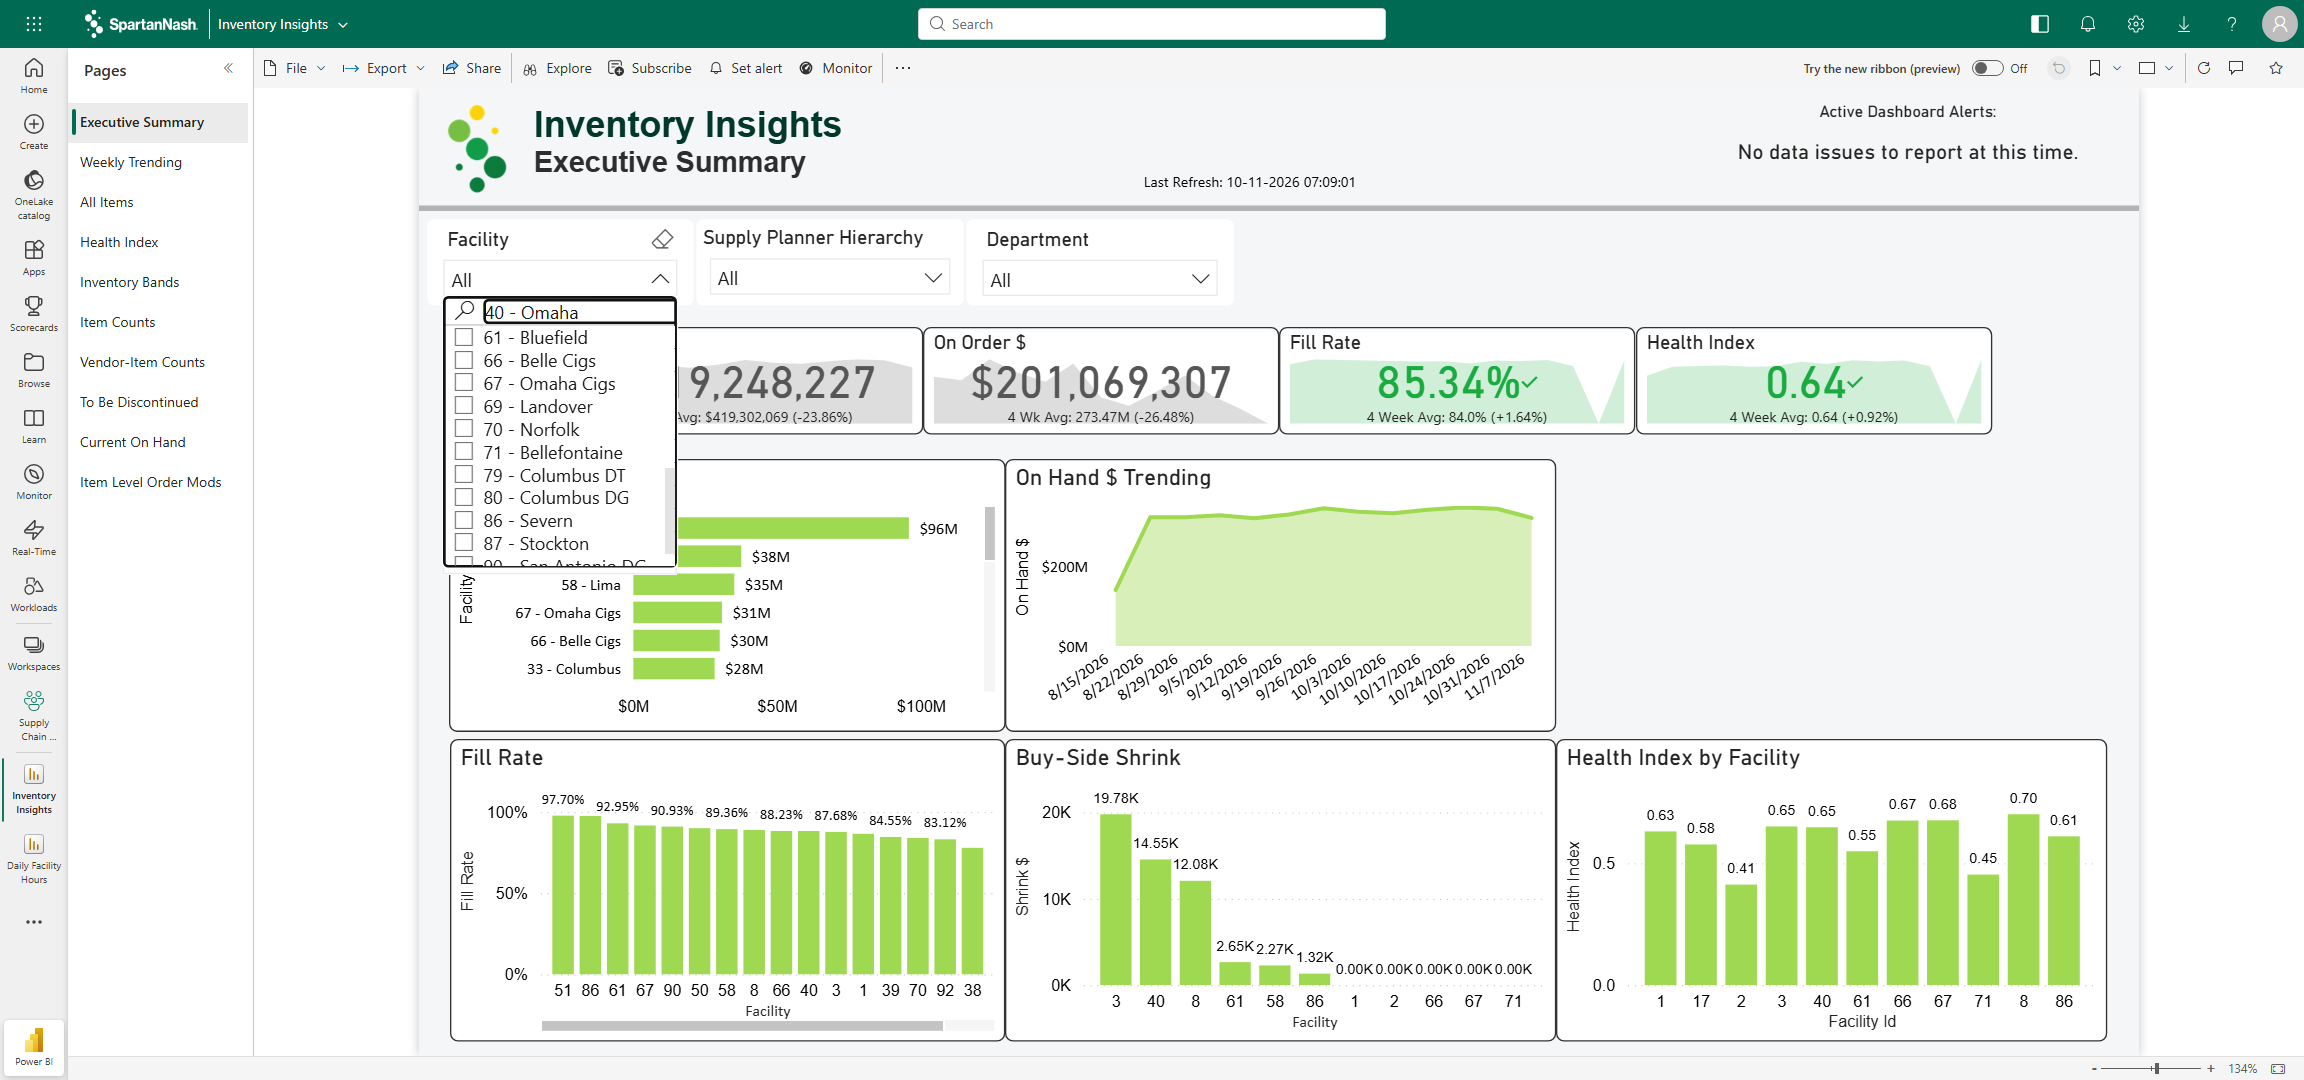 SpartanNash
Inventory Insights
Search
Home
Create
OneLake
catalog
Apps
Scorecards
Browse
Learn
Monitor
Real-Time
Workloads
Workspaces
Supply
Chain ...
Inventory
Insights
Daily Facility
Hours
Power BI
Pages
Executive Summary
Weekly Trending
All Items
Health Index
Inventory Bands
Item Counts
Vendor-Item Counts
To Be Discontinued
Current On Hand
Item Level Order Mods
File
Export
Share
Explore
Subscribe
Set alert
Monitor
Try the new ribbon (preview)
Off
Inventory Insights
Executive Summary
Last Refresh: 10-11-2026 07:09:01
Active Dashboard Alerts:
No data issues to report at this time.
Facility
All
Supply Planner Hierarchy
All
Department
All
40 - Omaha
61 - Bluefield
66 - Belle Cigs
67 - Omaha Cigs
69 - Landover
70 - Norfolk
71 - Bellefontaine
79 - Columbus DT
80 - Columbus DG
86 - Severn
87 - Stockton
90 - San Antonio DC
9,248,227
Avg: $419,302,069 (-23.86%)
On Order $
$201,069,307
4 Wk Avg: 273.47M (-26.48%)
Fill Rate
85.34%
4 Week Avg: 84.0% (+1.64%)
Health Index
0.64
4 Week Avg: 0.64 (+0.92%)
$96M
$38M
58 - Lima
$35M
67 - Omaha Cigs
$31M
66 - Belle Cigs
$30M
33 - Columbus
$28M
Facility
$0M
$50M
$100M
On Hand $ Trending
On Hand $
$200M
$0M
8/15/2026
8/22/2026
8/29/2026
9/5/2026
9/12/2026
9/19/2026
9/26/2026
10/3/2026
10/10/2026
10/17/2026
10/24/2026
10/31/2026
11/7/2026
Fill Rate
Fill Rate
100%
50%
0%
97.70%
92.95%
90.93%
89.36%
88.23%
87.68%
84.55%
83.12%
51 86 61 67 90 50 58 8 66 40 3 1 39 70 92 38
Facility
Buy-Side Shrink
Shrink $
20K
10K
0K
19.78K
14.55K
12.08K
2.65K
2.27K
1.32K
0.00K 0.00K 0.00K 0.00K 0.00K
3 40 8 61 58 86 1 2 66 67 71
Facility
Health Index by Facility
Health Index
0.5
0.0
0.63
0.58
0.41
0.65
0.65
0.55
0.67
0.68
0.45
0.70
0.61
1 17 2 3 40 61 66 67 71 8 86
Facility Id
134%